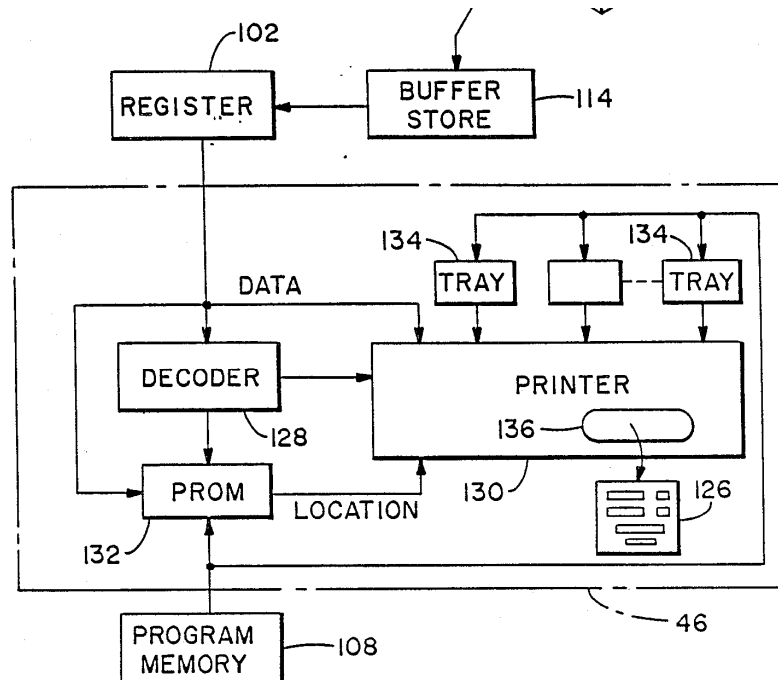 102
REGISTER
BUFFER
STORE
114
134
TRAY
134
TRAY
DATA
DECODER
128
PRINTER
136
130
PROM
132
LOCATION
126
46
PROGRAM
MEMORY
108